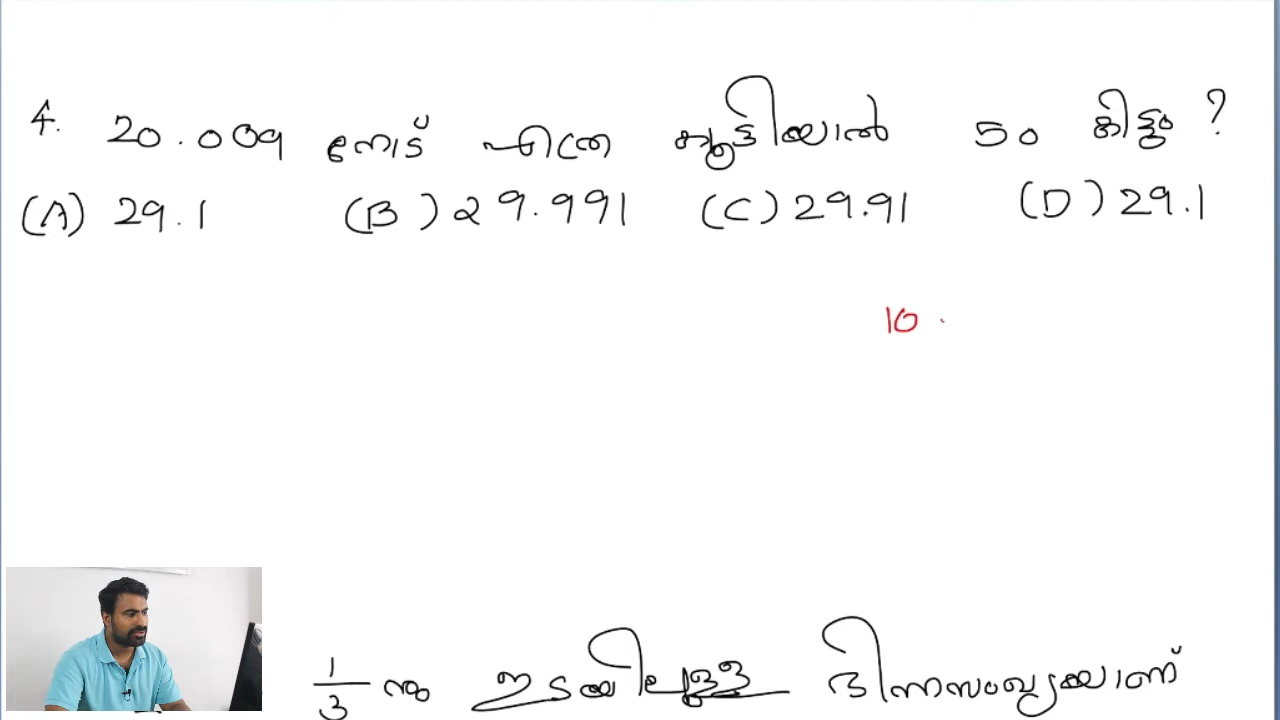 4. 20.009 നോട് എത്ര കൂട്ടിയാൽ 50 കിട്ടും ?
(A) 29.1 (B) 29.991 (C) 29.91 (D) 29.1
10 .
1/3 നും ഇടയിലുള്ള ഭിന്നസംഖ്യയാണ്